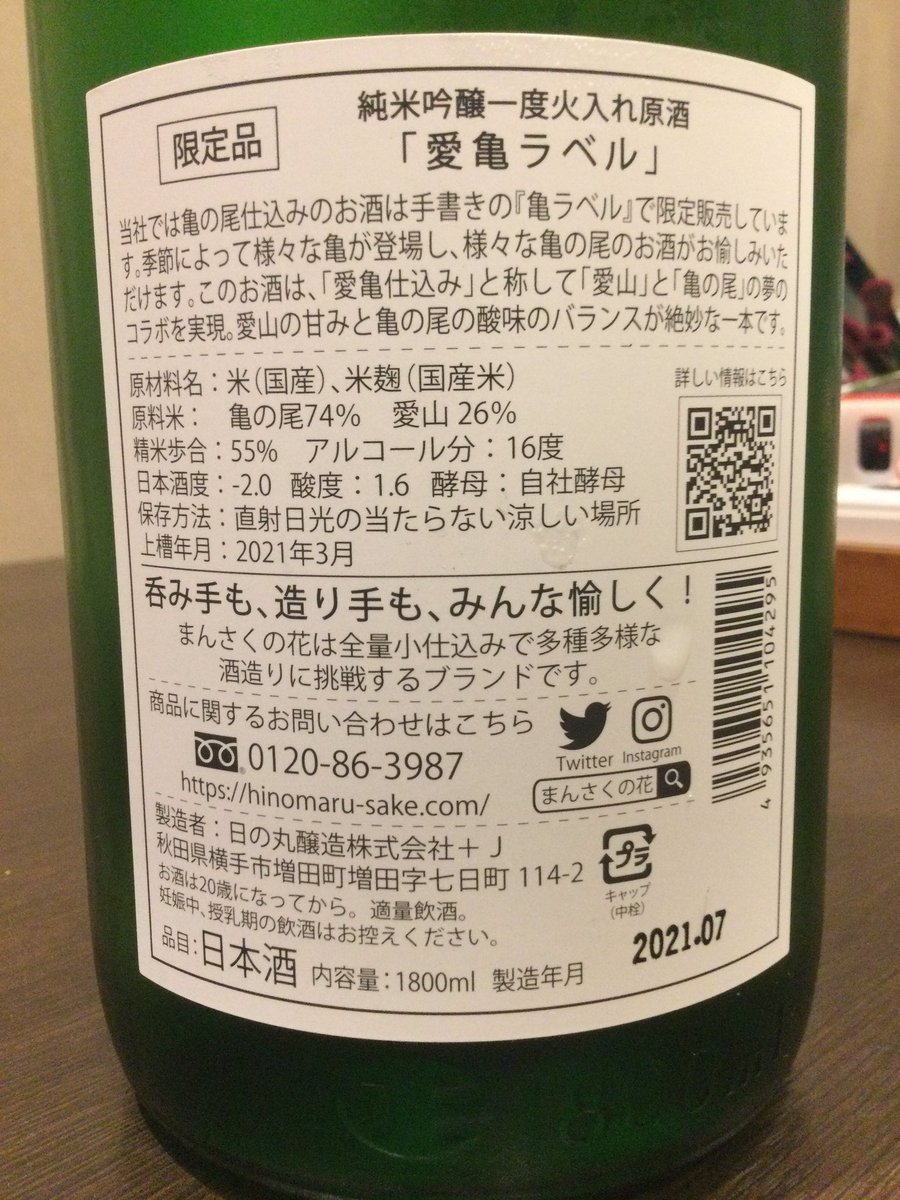 限定品
純米吟醸一度火入れ原酒
「愛亀ラベル」
当社では亀の尾仕込みのお酒は手書きの『亀ラベル』で限定販売していま
す。季節によって様々な亀が登場し、様々な亀の尾のお酒がお愉しみいた
だけます。このお酒は、「愛亀仕込み」と称して「愛山」と「亀の尾」の夢の
コラボを実現。愛山の甘みと亀の尾の酸味のバランスが絶妙な一本です。
原材料名：米（国産）、米麹（国産米）
詳しい情報はこちら
原料米： 亀の尾74% 愛山 26%
精米歩合：55% アルコール分：16度
日本酒度：-2.0 酸度：1.6 酵母：自社酵母
保存方法：直射日光の当たらない涼しい場所
上槽年月：2021年3月
呑み手も、造り手も、みんな愉しく！
まんさくの花は全量小仕込みで多種多様な
酒造りに挑戦するブランドです。
4 935651 104295
商品に関するお問い合わせはこちら
0120-86-3987
https://hinomaru-sake.com/
Twitter Instagram
まんさくの花
製造者：日の丸醸造株式会社＋J
秋田県横手市増田町増田字七日町 114-2
お酒は20歳になってから。適量飲酒。
妊娠中、授乳期の飲酒はお控えください。
プラ
キャップ
（中栓）
品目：日本酒 内容量：1800ml 製造年月
2021.07